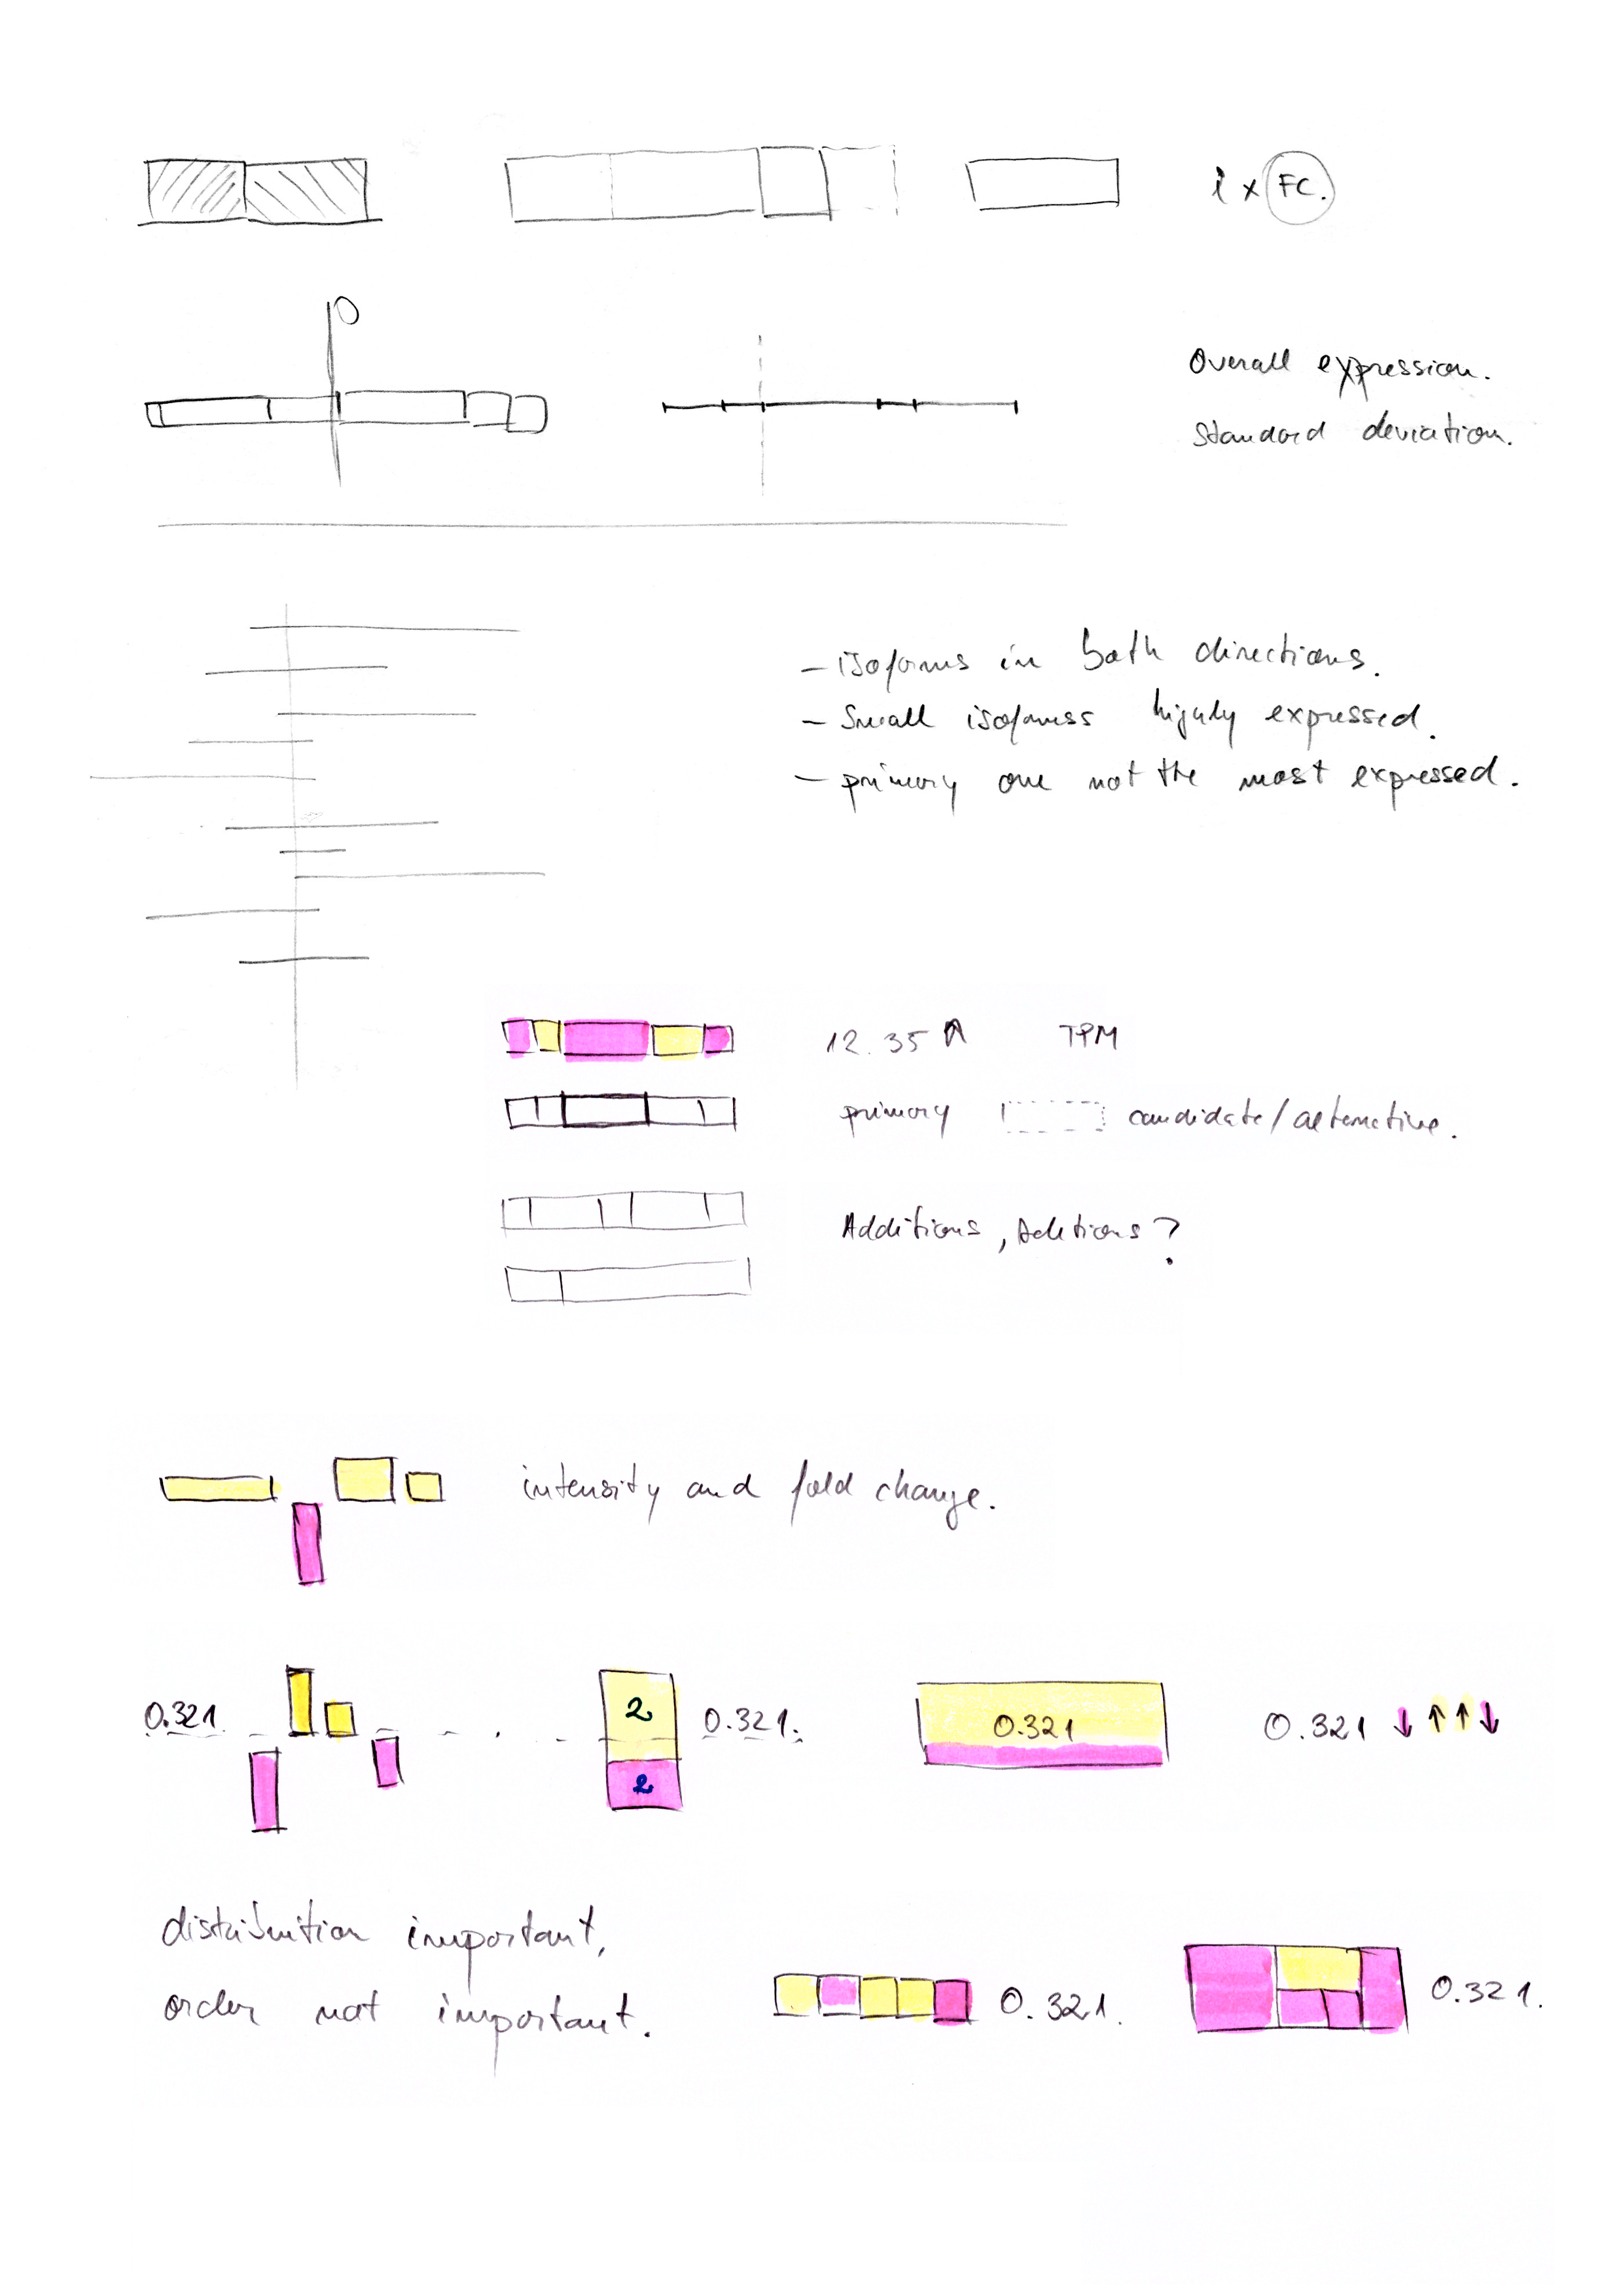 i x FC.
0
Overall expression.
Standard deviation.
– isoforms in both directions.
– Small isoformss highly expressed.
– primary one not the most expressed.
12.35 ↑ TPM
primary candidate/alternative.
Additions, deletions?
intensity and fold change.
0.321
2
2
0.321.
0.321
0.321 ↓ ↑ ↑ ↓
distribution important,
order not important.
0.321.
0.321.